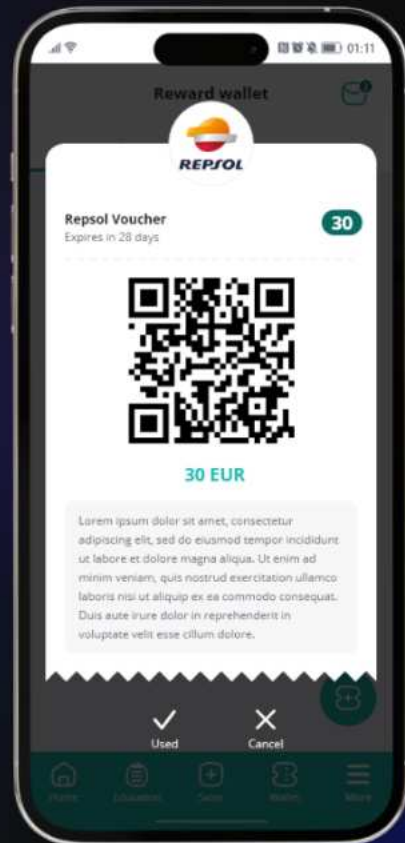 01:11
Reward wallet
REPSOL
Repsol Voucher
30
Expires in 28 days
30 EUR
Lorem ipsum dolor sit amet, consectetur
adipiscing elit, sed do eiusmod tempor incididunt
ut labore et dolore magna aliqua. Ut enim ad
minim veniam, quis nostrud exercitation ullamco
laboris nisi ut aliquip ex ea commodo consequat.
Duis aute irure dolor in reprehenderit in
voluptate velit esse cillum dolore.
Used
Cancel
Home
Education
Wallet
More